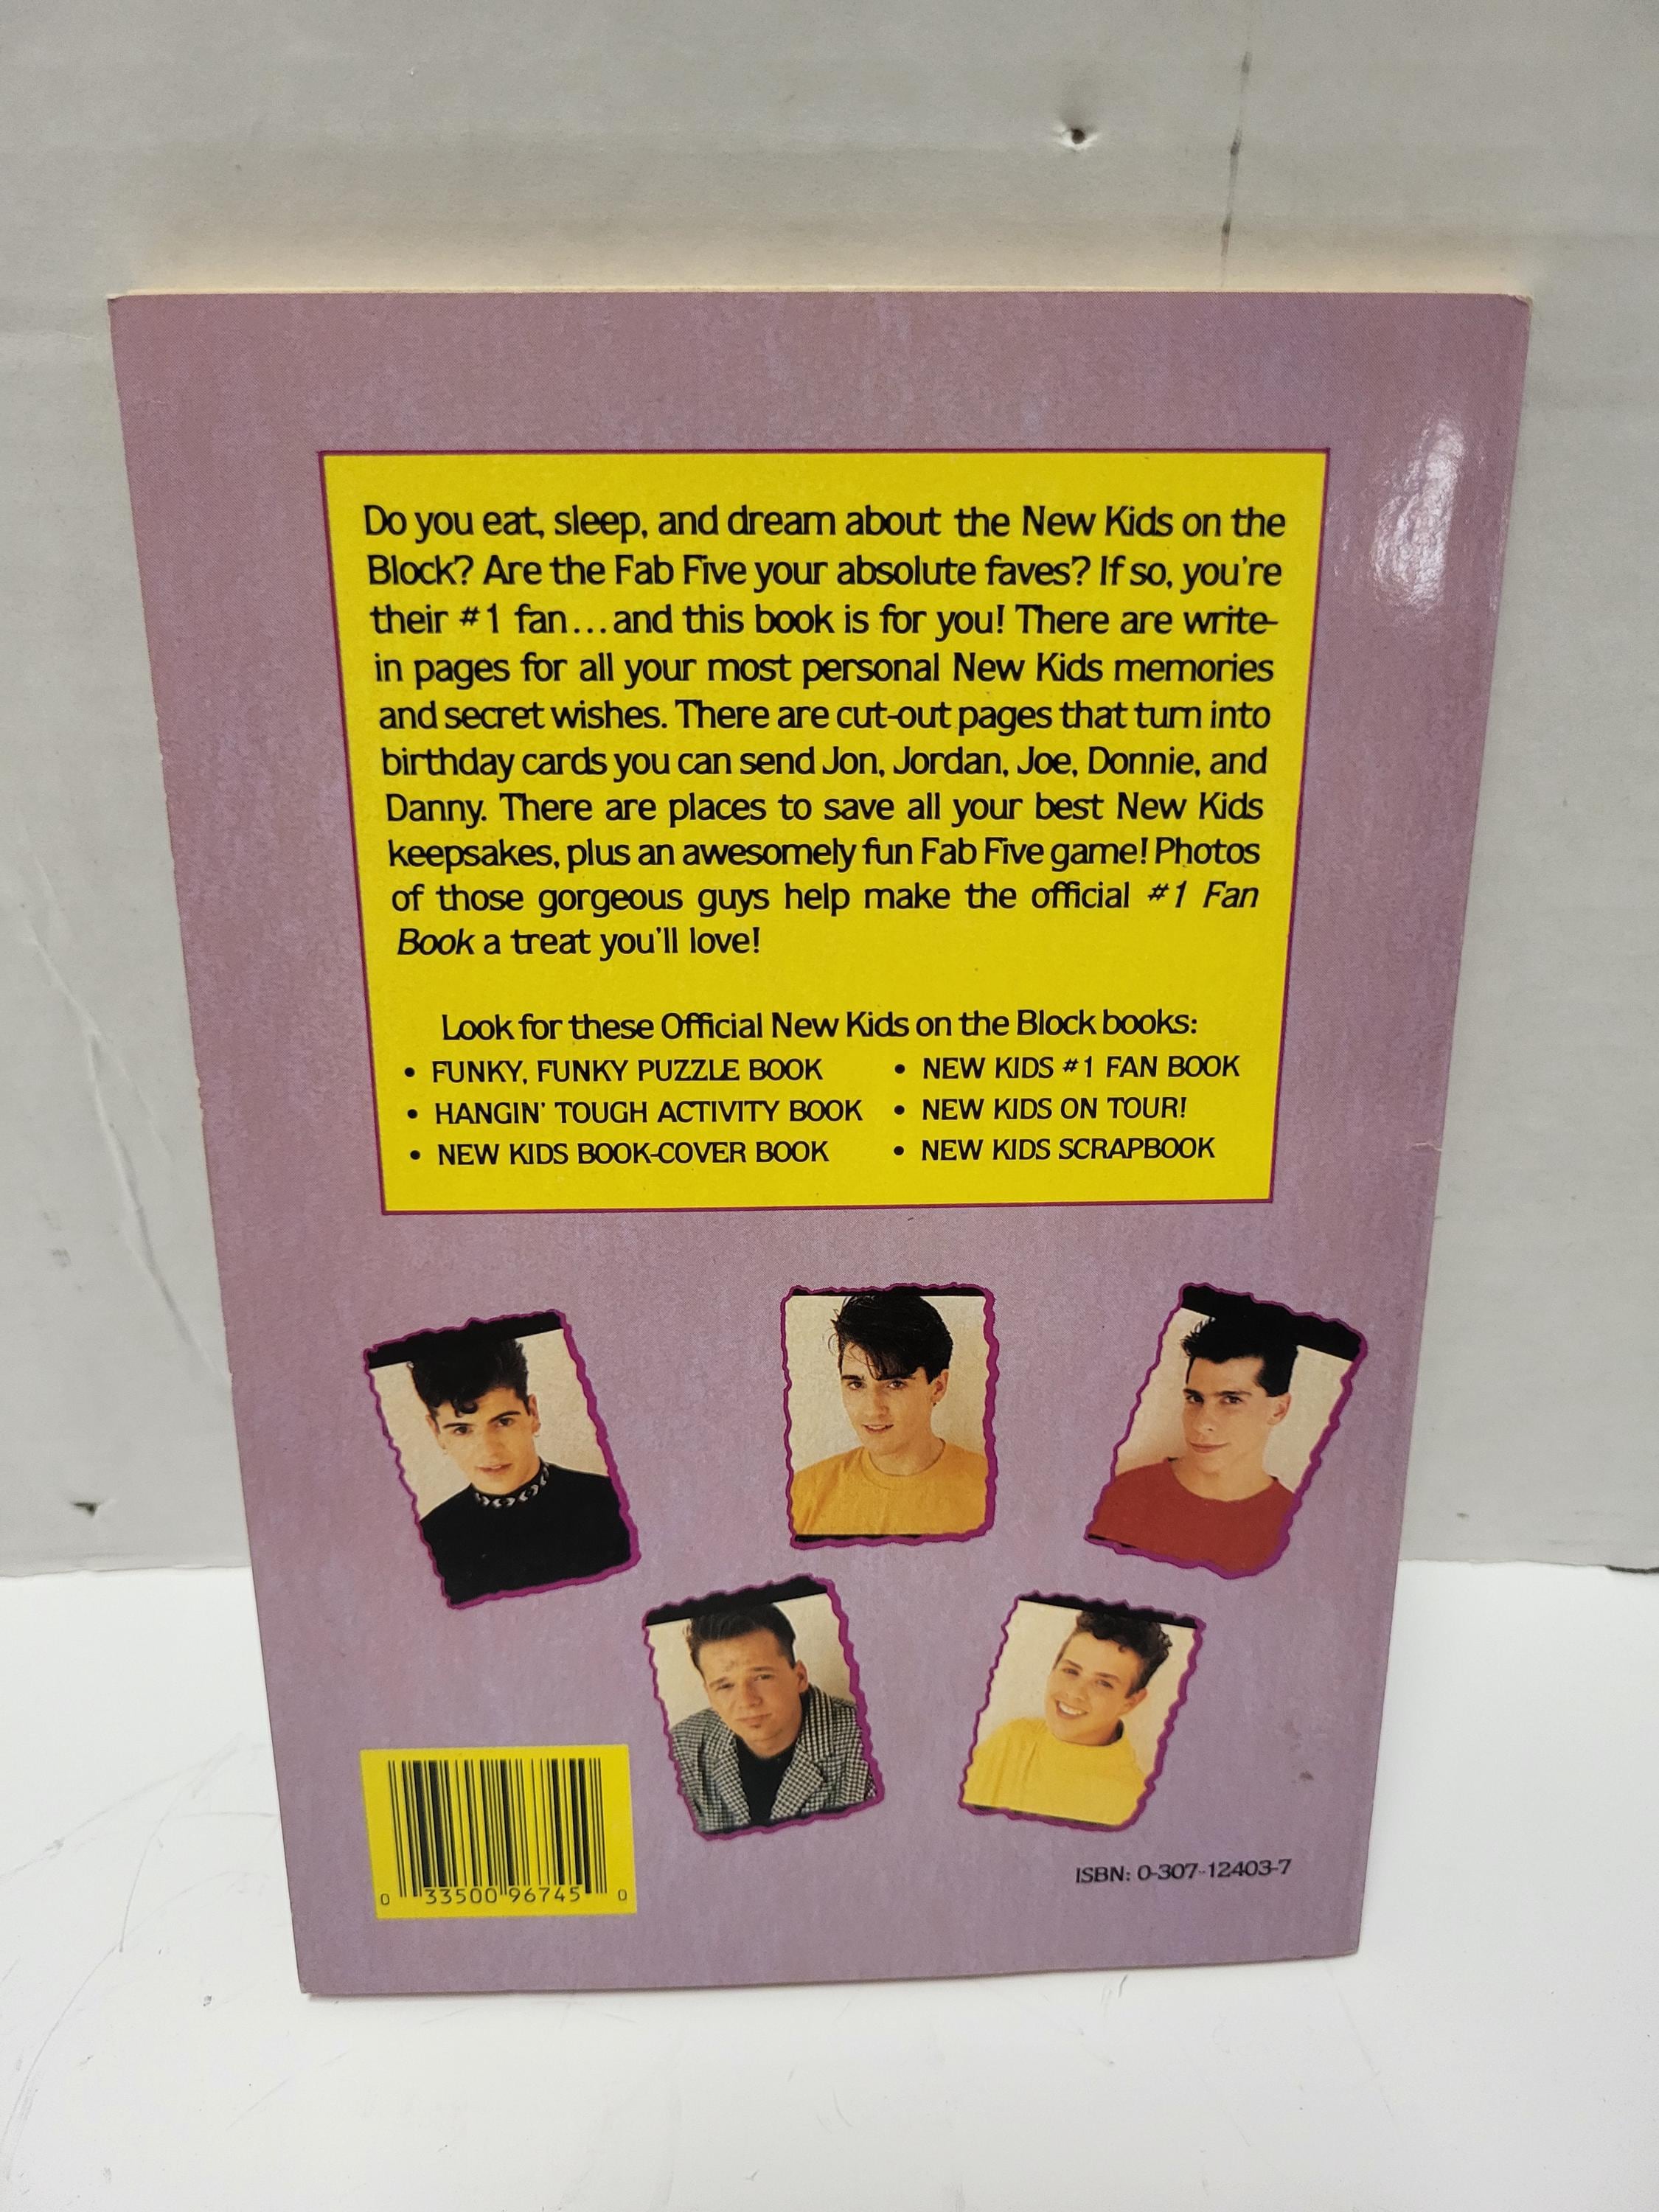 Do you eat, sleep, and dream about the New Kids on the
Block? Are the Fab Five your absolute faves? If so, you're
their #1 fan...and this book is for you! There are write-
in pages for all your most personal New Kids memories
and secret wishes. There are cut-out pages that turn into
birthday cards you can send Jon, Jordan, Joe, Donnie, and
Danny. There are places to save all your best New Kids
keepsakes, plus an awesomely fun Fab Five game! Photos
of those gorgeous guys help make the official #1 Fan
Book a treat you'll love!
Look for these Official New Kids on the Block books:
• FUNKY, FUNKY PUZZLE BOOK
• HANGIN' TOUGH ACTIVITY BOOK
• NEW KIDS BOOK-COVER BOOK
• NEW KIDS #1 FAN BOOK
• NEW KIDS ON TOUR!
• NEW KIDS SCRAPBOOK
0 33500 96745 0
ISBN: 0-307-12403-7